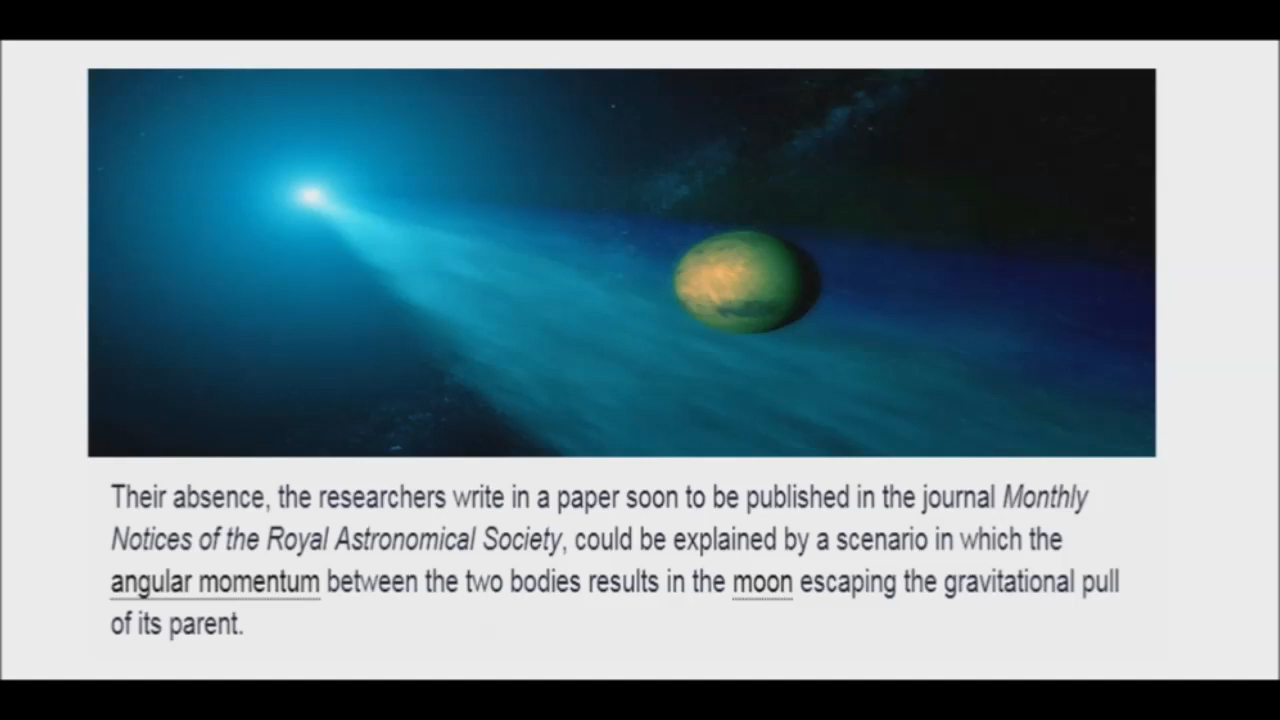 Their absence, the researchers write in a paper soon to be published in the journal Monthly
Notices of the Royal Astronomical Society, could be explained by a scenario in which the
angular momentum between the two bodies results in the moon escaping the gravitational pull
of its parent.